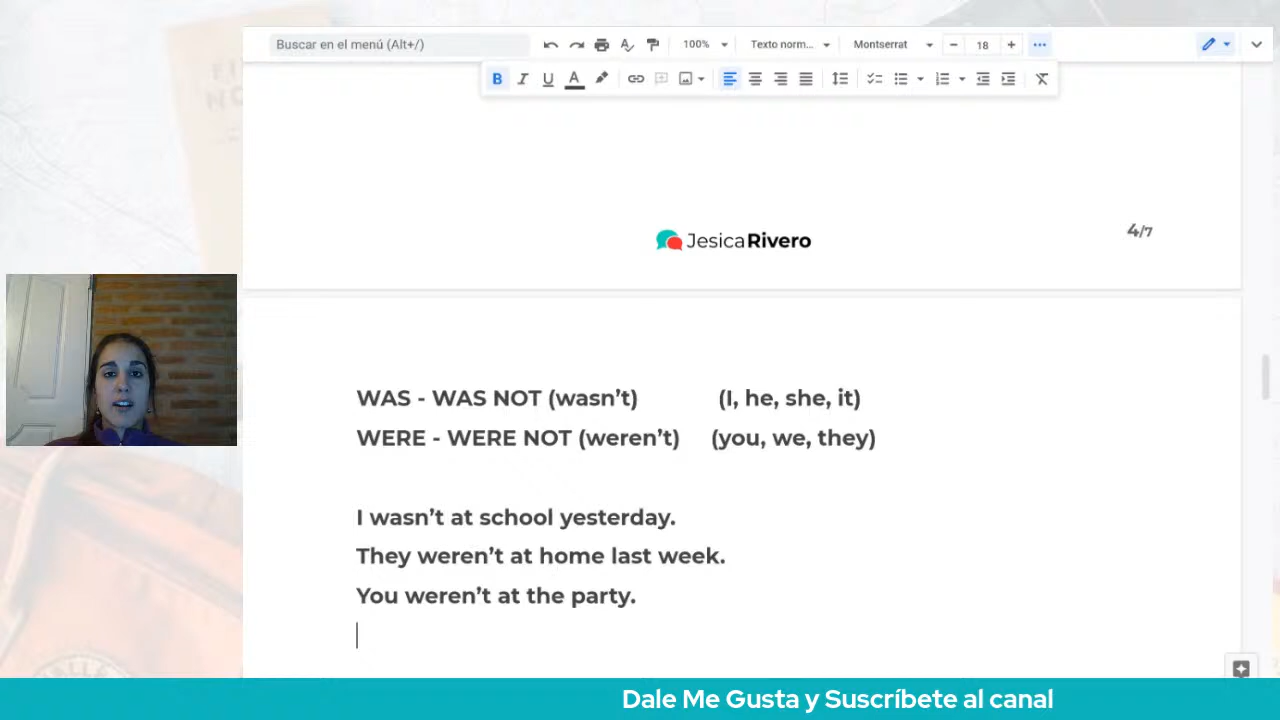 Buscar en el menú (Alt+/)
100%
Texto norm...
Montserrat
18
B I U A
JesicaRivero
4/7
WAS - WAS NOT (wasn't) (I, he, she, it)
WERE - WERE NOT (weren't) (you, we, they)
I wasn't at school yesterday.
They weren't at home last week.
You weren't at the party.
Dale Me Gusta y Suscríbete al canal